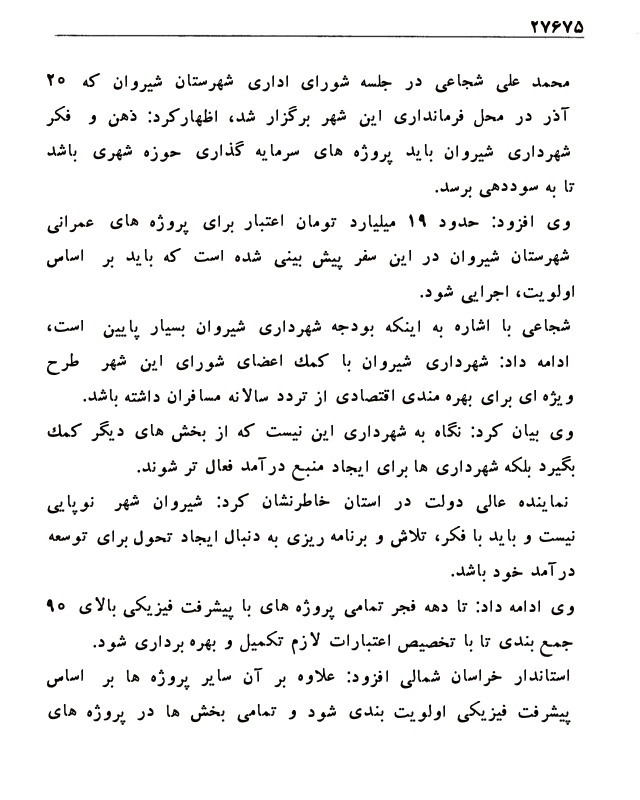 ۲۷۶۷۵
محمد علی شجاعی در جلسه شورای اداری شهرستان شیروان که ۲۵
آذر در محل فرمانداری این شهر برگزار شد، اظهارکرد: ذهن و فکر
شهرداری شیروان باید پروژه های سرمایه گذاری حوزه شهری باشد
تا به سوددهی برسد.
وی افزود: حدود ۱۹ میلیارد تومان اعتبار برای پروژه های عمرانی
شهرستان شیروان در این سفر پیش بینی شده است که باید بر اساس
اولویت، اجرایی شود.
شجاعی با اشاره به اینکه بودجه شهرداری شیروان بسیار پایین است،
ادامه داد: شهرداری شیروان با کمك اعضای شورای این شهر طرح
ویژه ای برای بهره مندی اقتصادی از تردد سالانه مسافران داشته باشد.
وی بیان کرد: نگاه به شهرداری این نیست که از بخش های دیگر کمك
بگیرد بلکه شهرداری ها برای ایجاد منبع درآمد فعال تر شوند.
نماینده عالی دولت در استان خاطرنشان کرد: شیروان شهر نوپایی
نیست و باید با فکر، تلاش و برنامه ریزی به دنبال ایجاد تحول برای توسعه
درآمد خود باشد.
وی ادامه داد: تا دهه فجر تمامی پروژه های با پیشرفت فیزیکی بالای ۹۰
جمع بندی تا با تخصیص اعتبارات لازم تکمیل و بهره برداری شود.
استاندار خراسان شمالی افزود: علاوه بر آن سایر پروژه ها بر اساس
پیشرفت فیزیکی اولویت بندی شود و تمامی بخش ها در پروژه های